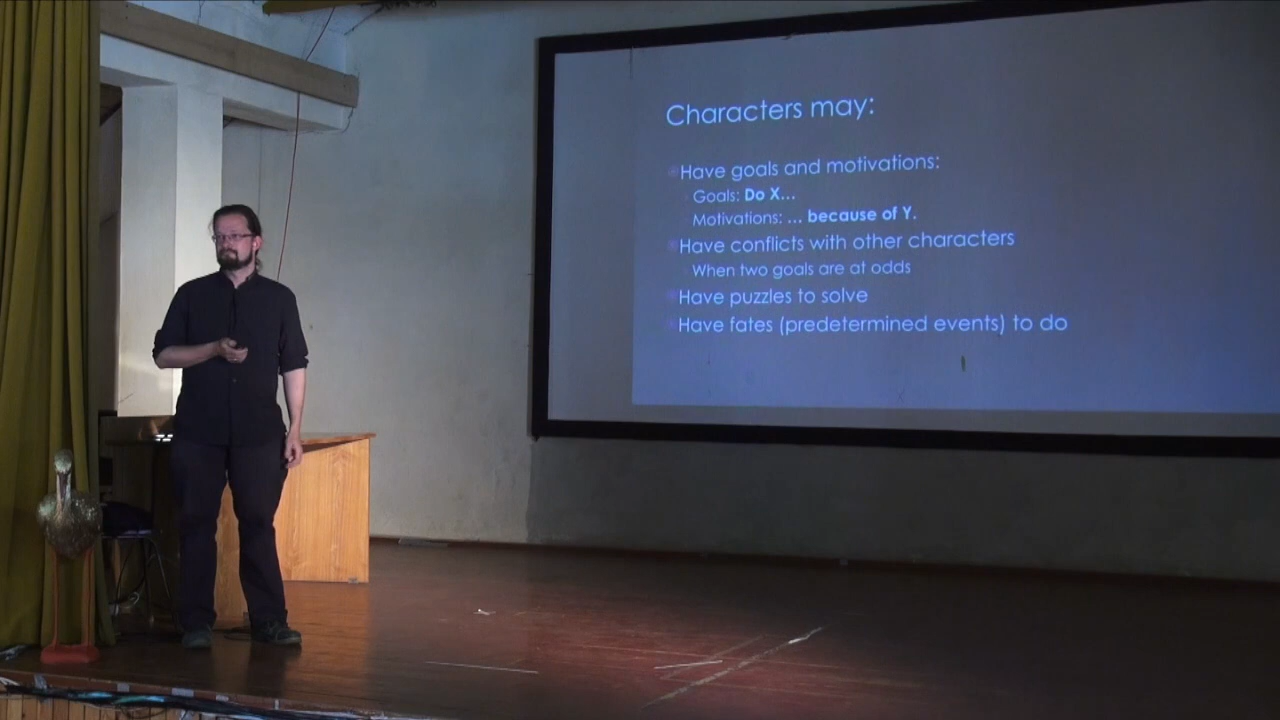 Characters may:
Have goals and motivations:
Goals: Do X...
Motivations: ... because of Y.
Have conflicts with other characters
When two goals are at odds
Have puzzles to solve
Have fates (predetermined events) to do